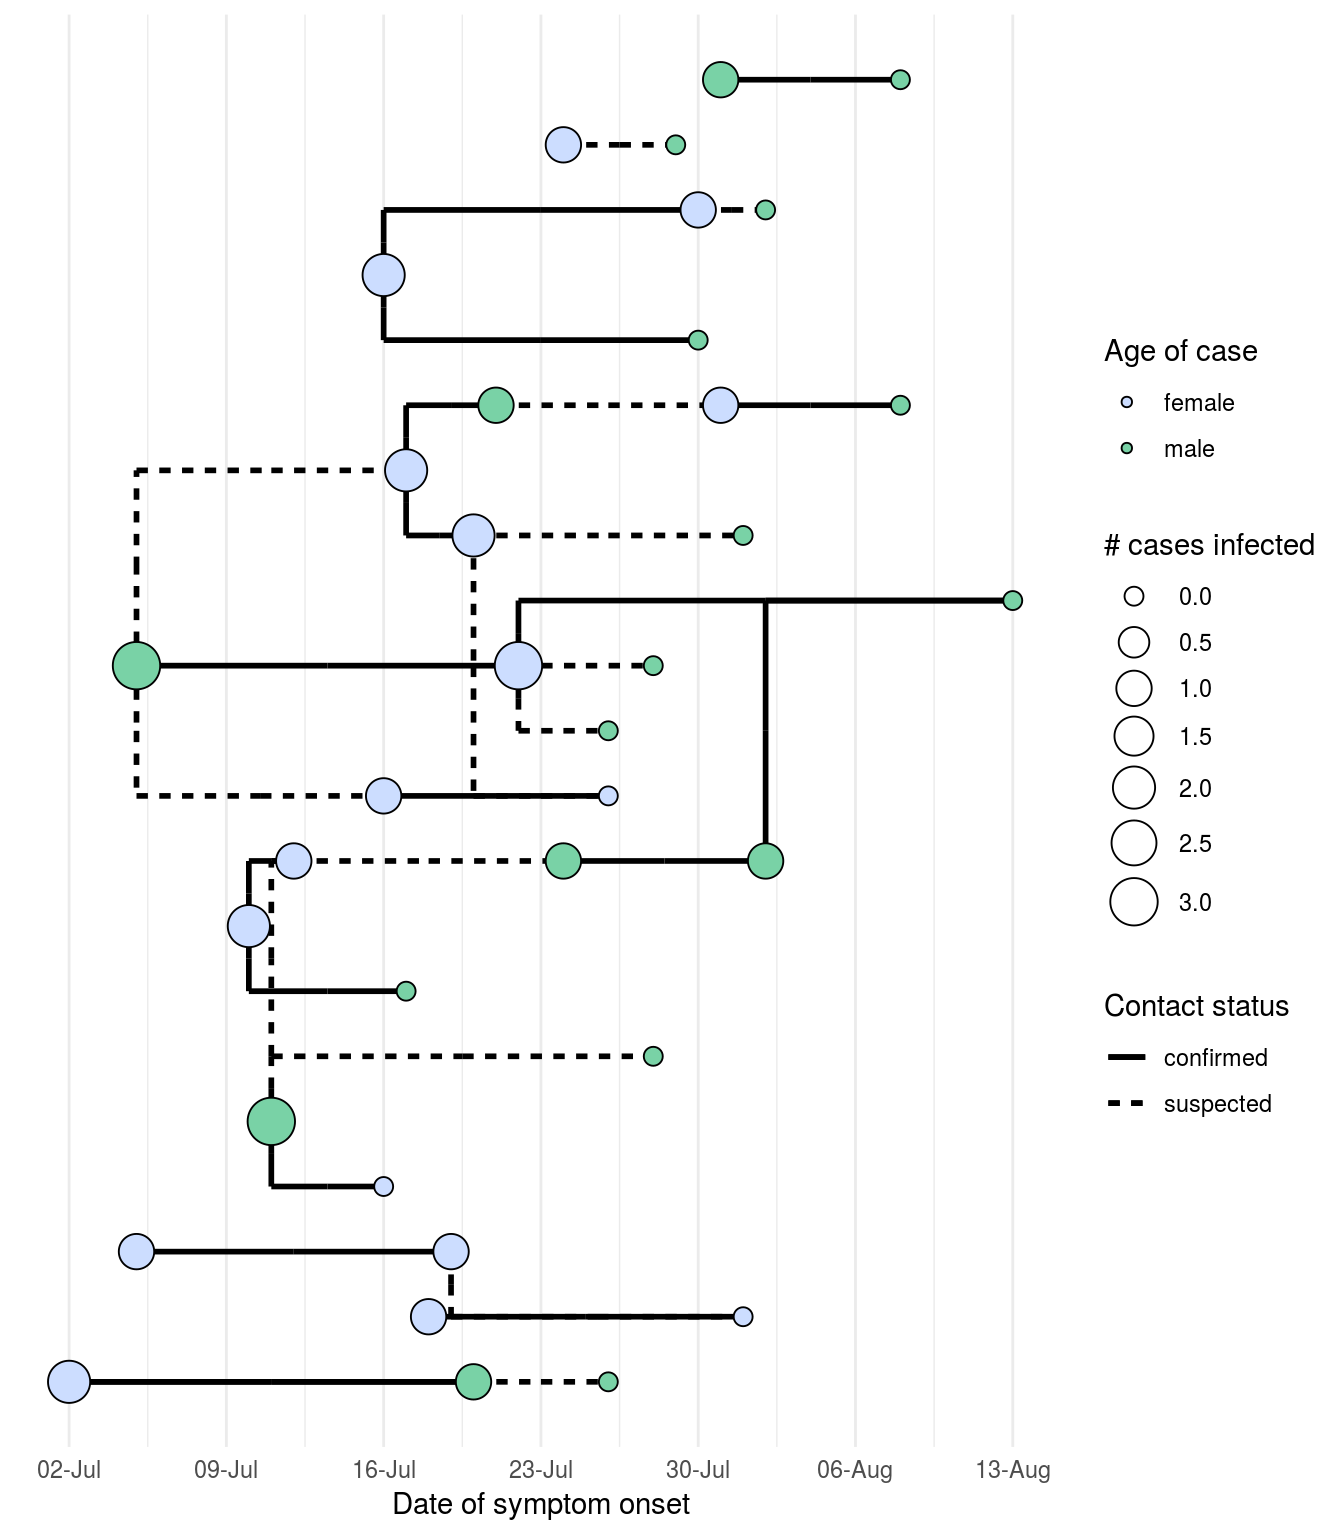 Age of case
female
male
# cases infected
0.0
0.5
1.0
1.5
2.0
2.5
3.0
Contact status
confirmed
suspected
02-Jul 09-Jul 16-Jul 23-Jul 30-Jul 06-Aug 13-Aug
Date of symptom onset